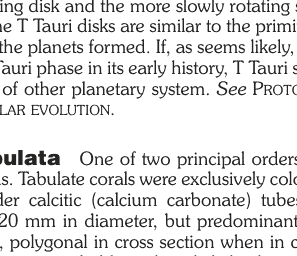 ing disk and the more slowly rotating s
e T Tauri disks are similar to the primi
the planets formed. If, as seems likely,
auri phase in its early history, T Tauri s
of other planetary system. See PROTO
LAR EVOLUTION.
bulata One of two principal orders
s. Tabulate corals were exclusively colo
der calcitic (calcium carbonate) tubes
20 mm in diameter, but predominant
, polygonal in cross section when in c